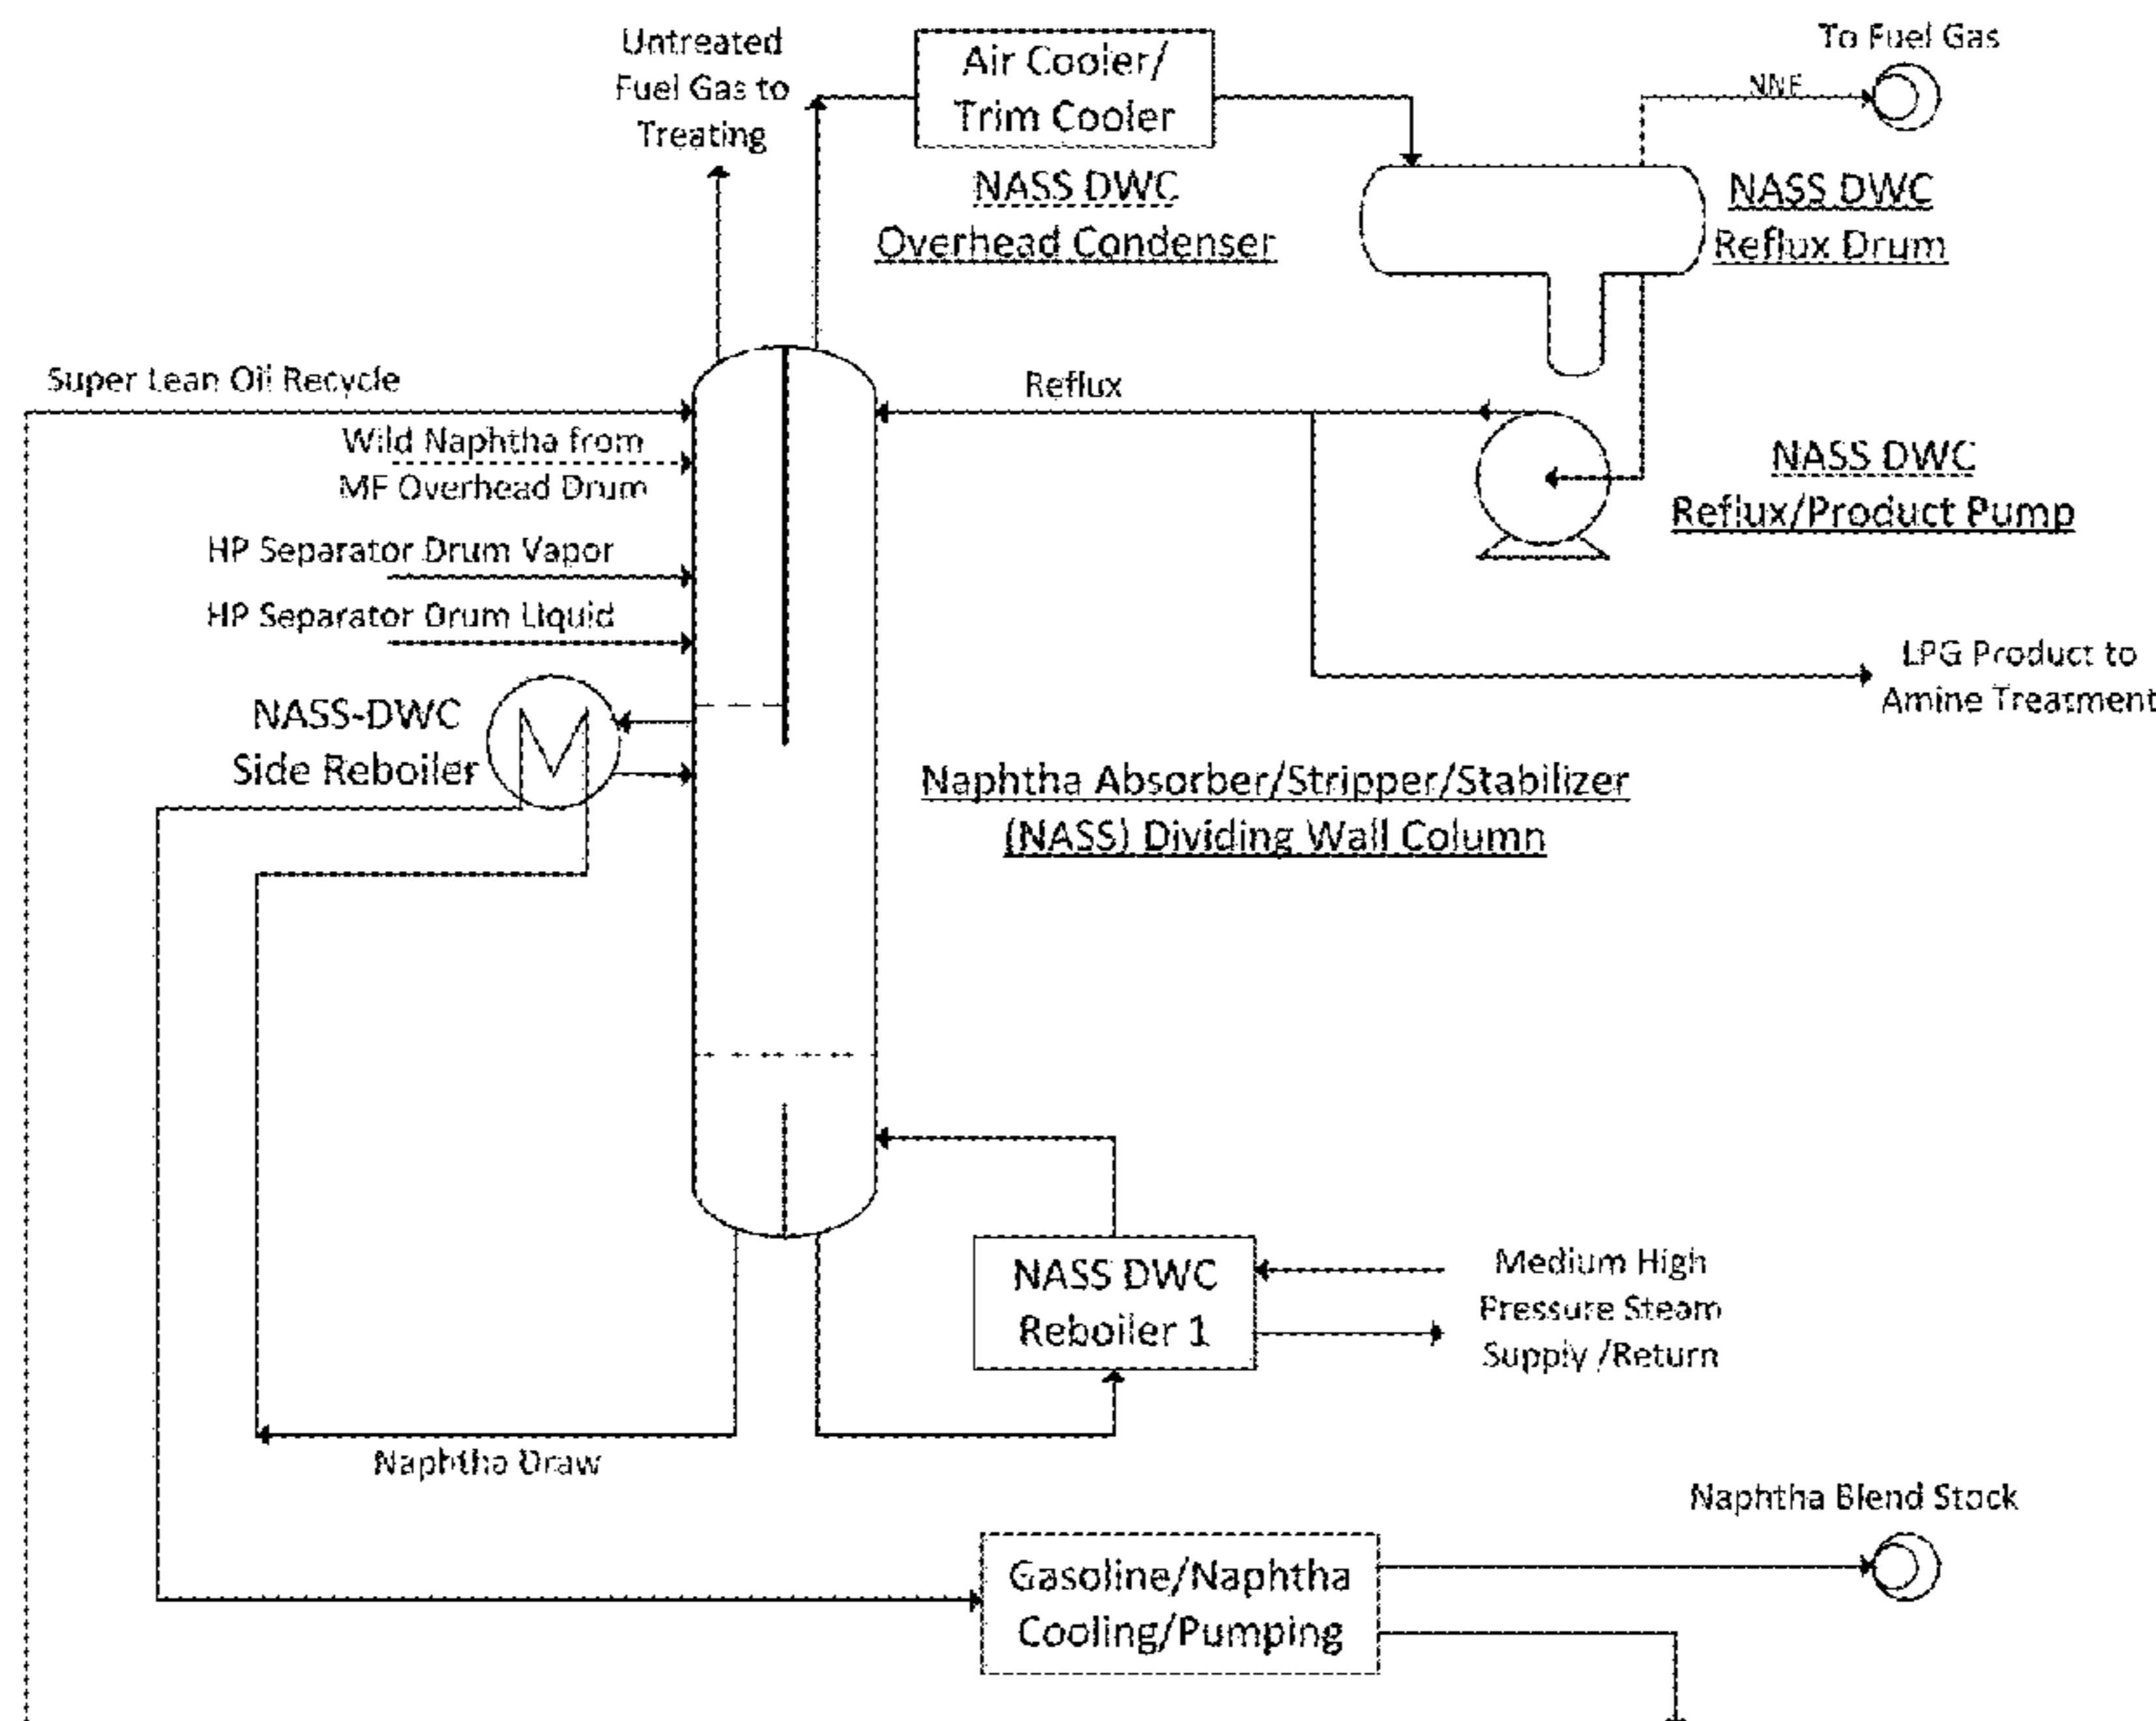 Untreated
Fuel Gas to
Treating
Air Cooler/
Trim Cooler
NASS DWC
Overhead Condenser
To Fuel Gas
NNF
NASS DWC
Reflux Drum
Super Lean Oil Recycle
Reflux
Wild Naphtha from
MF Overhead Drum
NASS DWC
Reflux/Product Pump
HP Separator Drum Vapor
HP Separator Drum Liquid
LPG Product to
Amine Treatment
NASS-DWC
Side Reboiler
Naphtha Absorber/Stripper/Stabilizer
(NASS) Dividing Wall Column
NASS DWC
Reboiler 1
Medium High
Pressure Steam
Supply /Return
Naphtha Draw
Naphtha Blend Stock
Gasoline/Naphtha
Cooling/Pumping